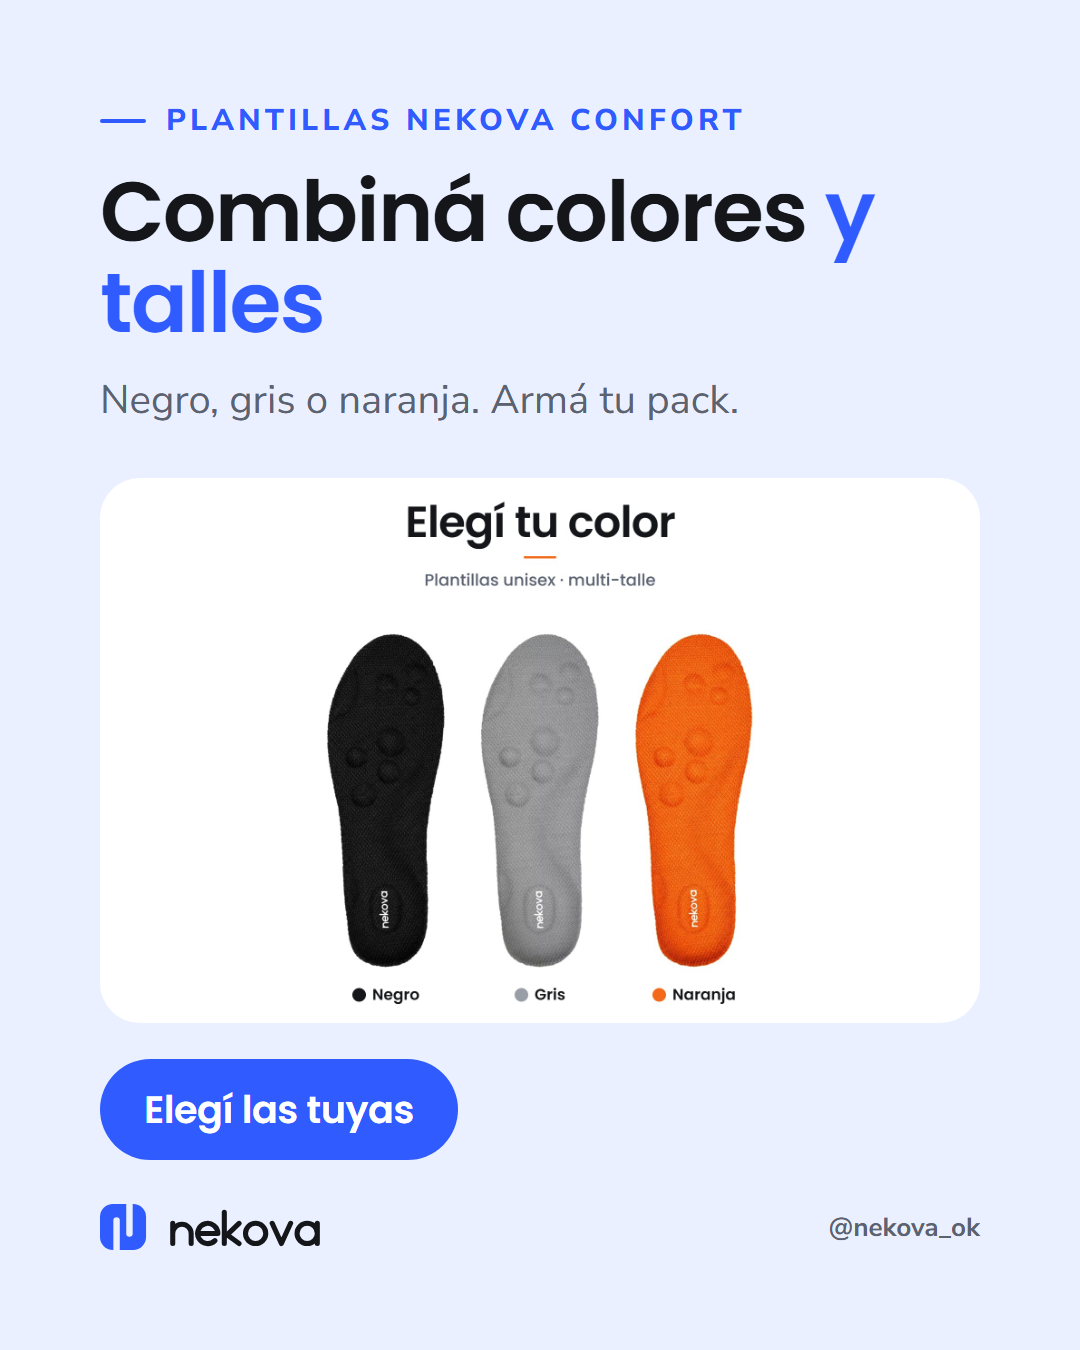 PLANTILLAS NEKOVA CONFORT
Combiná colores y
talles
Negro, gris o naranja. Armá tu pack.
Elegí tu color
Plantillas unisex · multi-talle
nekova
nekova
nekova
Negro
Gris
Naranja
Elegí las tuyas
nekova
@nekova_ok